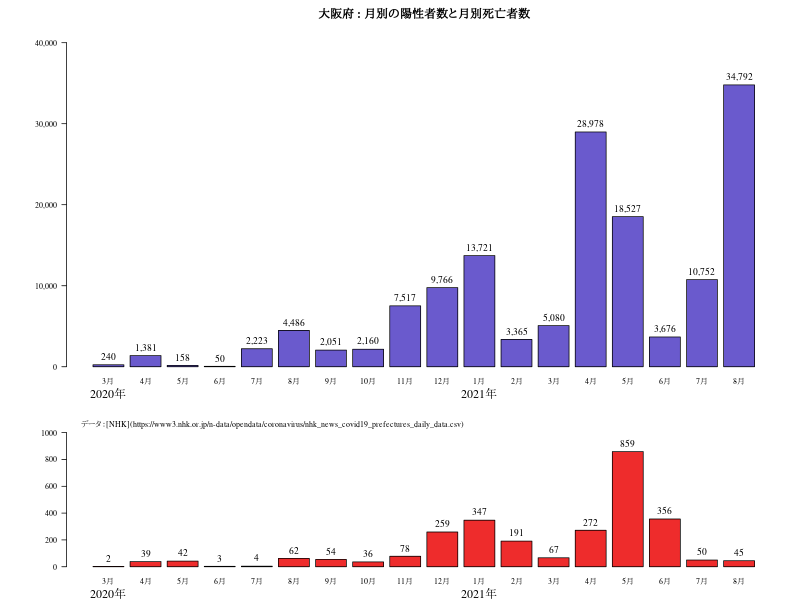 大阪府 : 月別の陽性者数と月別死亡者数
40,000
30,000
20,000
10,000
0
240 1,381 158 50 2,223 4,486 2,051 2,160 7,517 9,766 13,721 3,365 5,080 28,978 18,527 3,676 10,752 34,792
3月 4月 5月 6月 7月 8月 9月 10月 11月 12月 1月 2月 3月 4月 5月 6月 7月 8月
2020年 2021年
データ : [NHK](https://www3.nhk.or.jp/n-data/opendata/coronavirus/nhk_news_covid19_prefectures_daily_data.csv)
1000
800
600
400
200
0
2 39 42 3 4 62 54 36 78 259 347 191 67 272 859 356 50 45
3月 4月 5月 6月 7月 8月 9月 10月 11月 12月 1月 2月 3月 4月 5月 6月 7月 8月
2020年 2021年